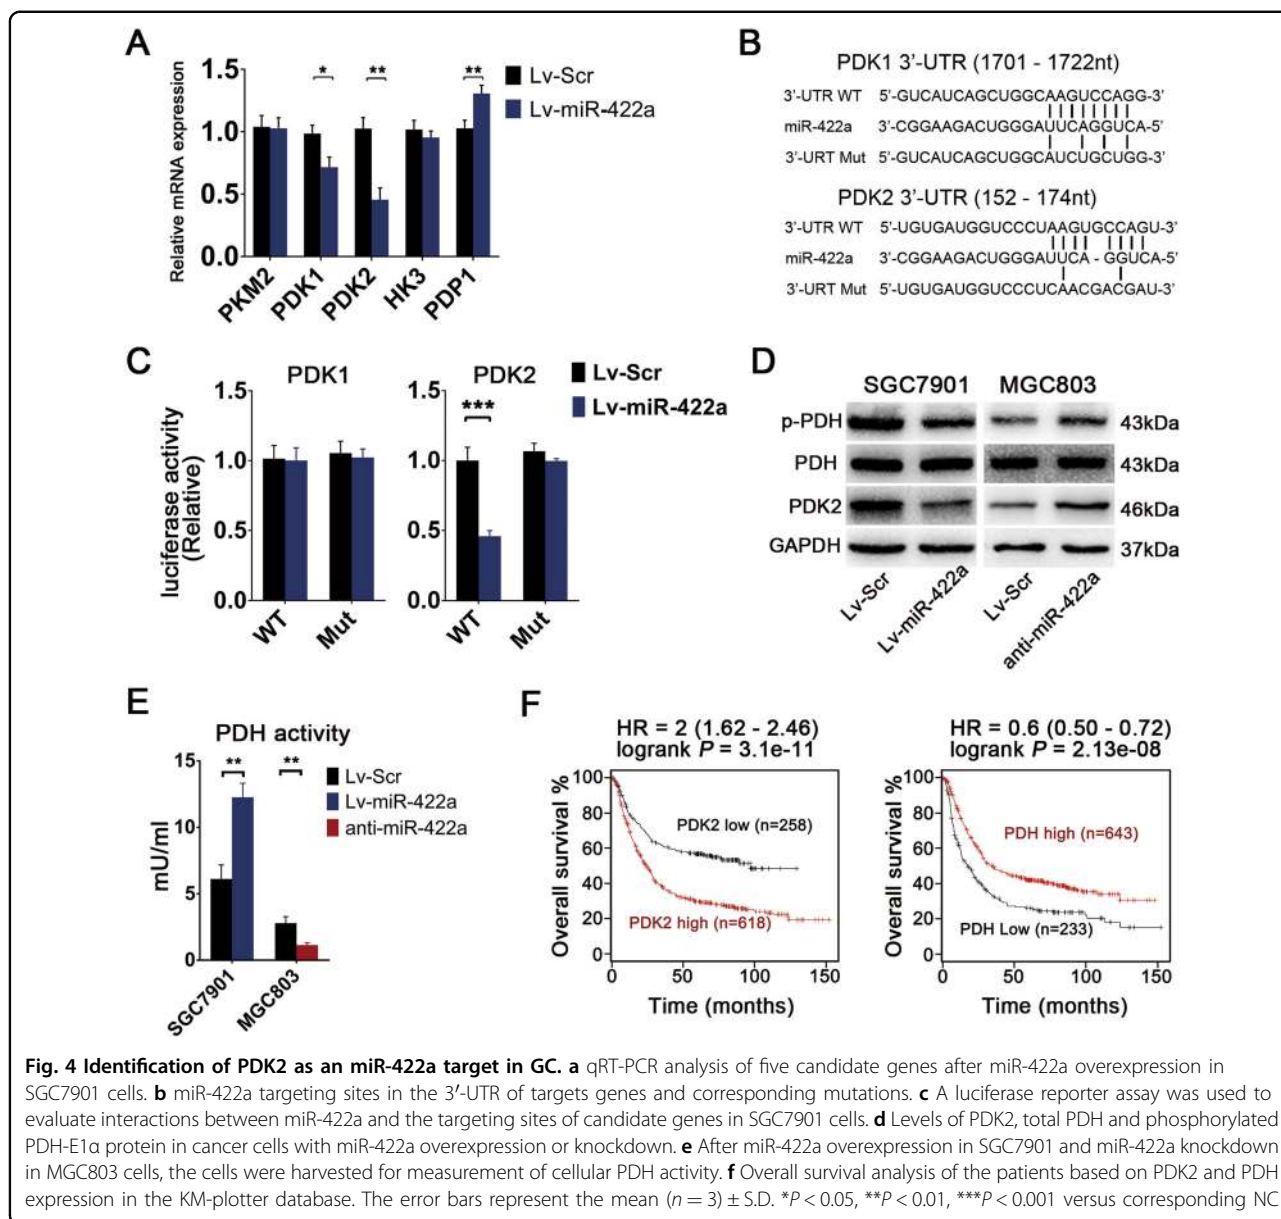 A
1.5
1.0
0.5
0.0
Relative mRNA expression
*
**
**
Lv-Scr
Lv-miR-422a
PKM2
PDK1
PDK2
HK3
PDP1
B
PDK1 3'-UTR (1701 - 1722nt)
3'-UTR WT 5'-GUCAUCAGCUGGCAAGUCCAGG-3'
miR-422a 3'-CGGAAGACUGGGAUUCAGGUCA-5'
3'-URT Mut 5'-GUCAUCAGCUGGCAUCUGCUGG-3'
PDK2 3'-UTR (152 - 174nt)
3'-UTR WT 5'-UGUGAUGGUCCCUAAGUGCCAGU-3'
miR-422a 3'-CGGAAGACUGGGAUUCA - GGUCA-5'
3'-URT Mut 5'-UGUGAUGGUCCCUCAACGACGAU-3'
C
luciferase activity
(Relative)
PDK1
1.5
1.0
0.5
0.0
WT
Mut
PDK2
1.5
1.0
0.5
0.0
***
WT
Mut
Lv-Scr
Lv-miR-422a
D
SGC7901 MGC803
p-PDH 43kDa
PDH 43kDa
PDK2 46kDa
GAPDH 37kDa
Lv-Scr
Lv-miR-422a
Lv-Scr
anti-miR-422a
E
PDH activity
mU/ml
15
10
5
0
**
**
Lv-Scr
Lv-miR-422a
anti-miR-422a
SGC7901
MGC803
F
HR = 2 (1.62 - 2.46)
logrank P = 3.1e-11
Overall survival %
100
80
60
40
20
0
PDK2 low (n=258)
PDK2 high (n=618)
0 50 100 150
Time (months)
HR = 0.6 (0.50 - 0.72)
logrank P = 2.13e-08
Overall survival %
100
80
60
40
20
0
PDH high (n=643)
PDH Low (n=233)
0 50 100 150
Time (months)
Fig. 4 Identification of PDK2 as an miR-422a target in GC. a qRT-PCR analysis of five candidate genes after miR-422a overexpression in
SGC7901 cells. b miR-422a targeting sites in the 3′-UTR of targets genes and corresponding mutations. c A luciferase reporter assay was used to
evaluate interactions between miR-422a and the targeting sites of candidate genes in SGC7901 cells. d Levels of PDK2, total PDH and phosphorylated
PDH-E1α protein in cancer cells with miR-422a overexpression or knockdown. e After miR-422a overexpression in SGC7901 and miR-422a knockdown
in MGC803 cells, the cells were harvested for measurement of cellular PDH activity. f Overall survival analysis of the patients based on PDK2 and PDH
expression in the KM-plotter database. The error bars represent the mean (n = 3) ± S.D. *P < 0.05, **P < 0.01, ***P < 0.001 versus corresponding NC